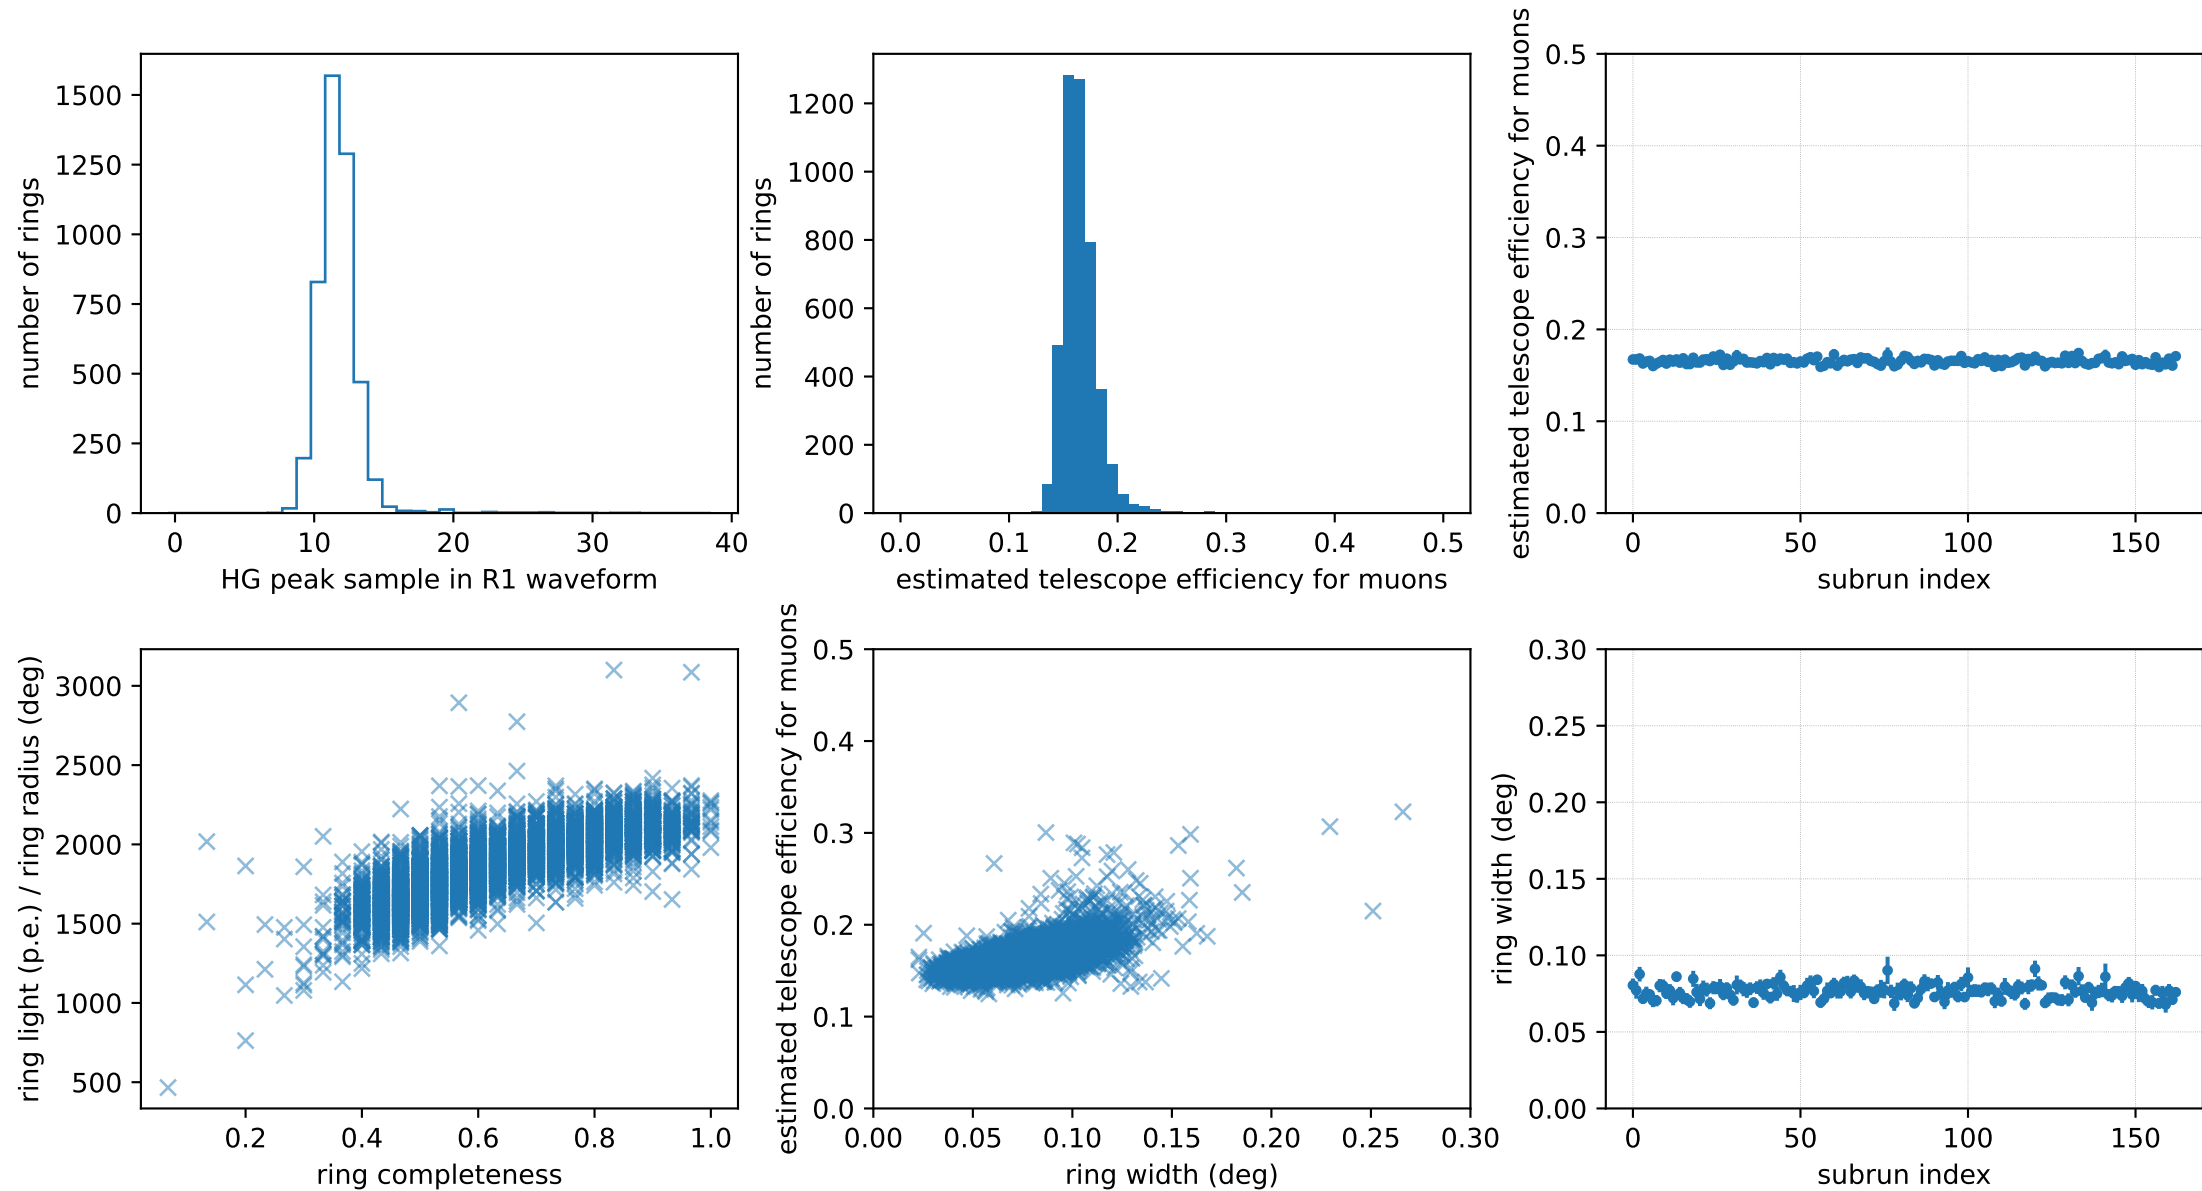 number of rings
1500
1250
1000
750
500
250
0
0 10 20 30 40
HG peak sample in R1 waveform
number of rings
1200
1000
800
600
400
200
0
0.0 0.1 0.2 0.3 0.4 0.5
estimated telescope efficiency for muons
estimated telescope efficiency for muons
0.5
0.4
0.3
0.2
0.1
0.0
0 50 100 150
subrun index
ring light (p.e.) / ring radius (deg)
3000
2500
2000
1500
1000
500
0.2 0.4 0.6 0.8 1.0
ring completeness
estimated telescope efficiency for muons
0.5
0.4
0.3
0.2
0.1
0.0
0.00 0.05 0.10 0.15 0.20 0.25 0.30
ring width (deg)
ring width (deg)
0.30
0.25
0.20
0.15
0.10
0.05
0.00
0 50 100 150
subrun index